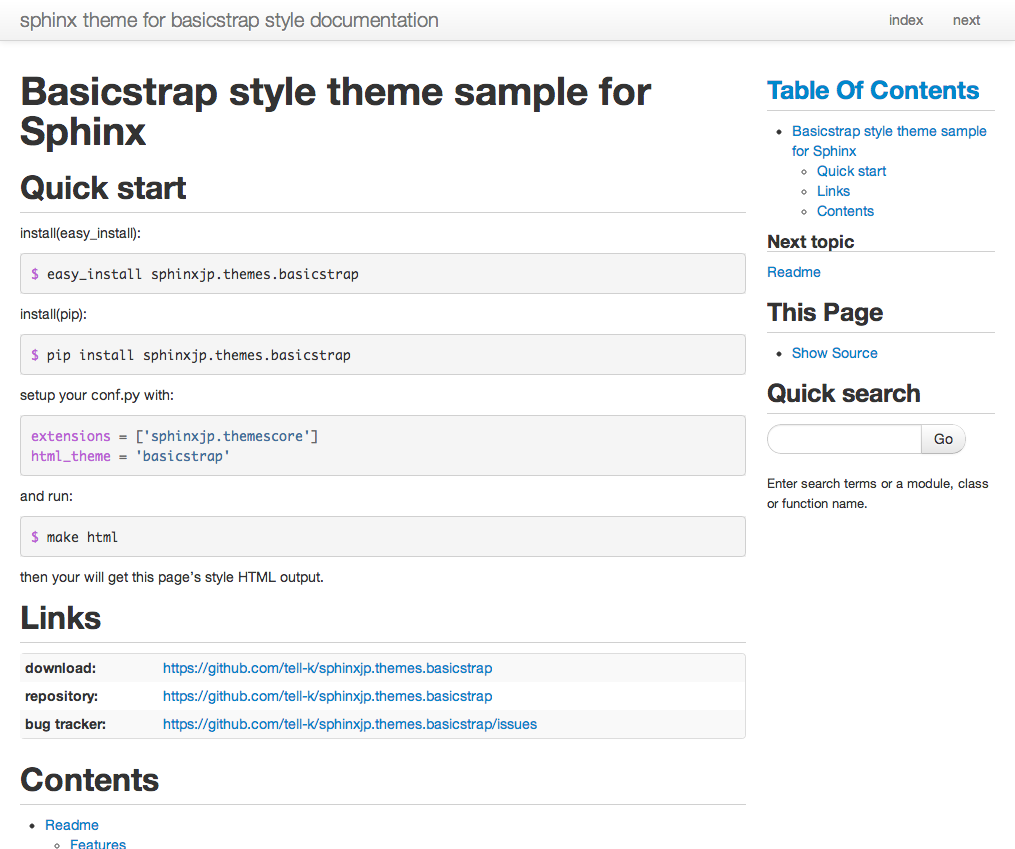 sphinx theme for basicstrap style documentation
index next
Basicstrap style theme sample for
Sphinx
Quick start
install(easy_install):
$ easy_install sphinxjp.themes.basicstrap
install(pip):
$ pip install sphinxjp.themes.basicstrap
setup your conf.py with:
extensions = ['sphinxjp.themescore']
html_theme = 'basicstrap'
and run:
$ make html
then your will get this page’s style HTML output.
Links
download: https://github.com/tell-k/sphinxjp.themes.basicstrap
repository: https://github.com/tell-k/sphinxjp.themes.basicstrap
bug tracker: https://github.com/tell-k/sphinxjp.themes.basicstrap/issues
Contents
Readme
Features
Table Of Contents
Basicstrap style theme sample
for Sphinx
Quick start
Links
Contents
Next topic
Readme
This Page
Show Source
Quick search
Go
Enter search terms or a module, class
or function name.